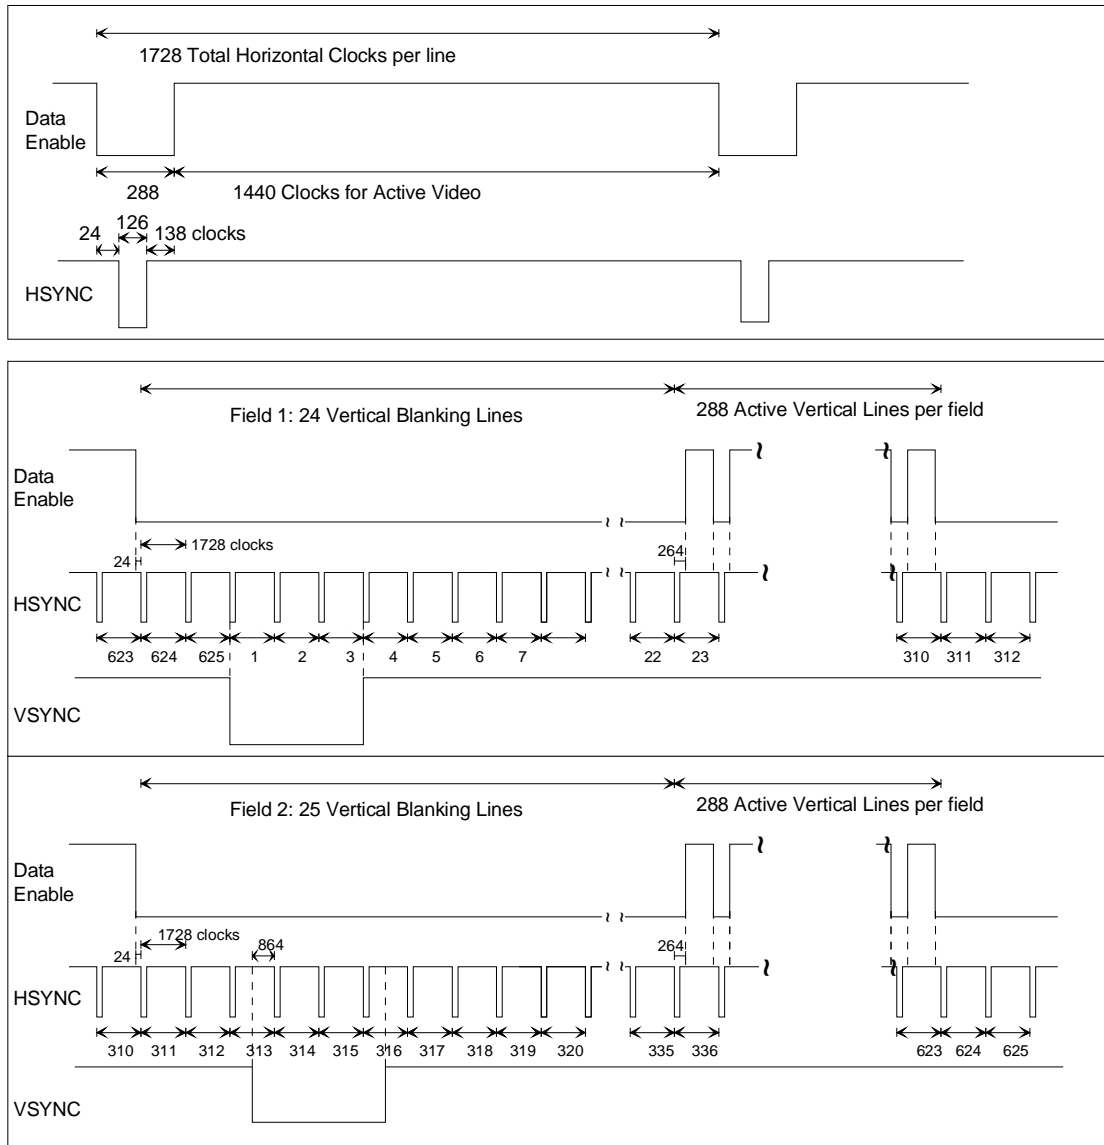 1728 Total Horizontal Clocks per line
Data
Enable
288
1440 Clocks for Active Video
126
24
138 clocks
HSYNC
Field 1: 24 Vertical Blanking Lines
288 Active Vertical Lines per field
Data
Enable
1728 clocks
24
264
HSYNC
623 624 625 1 2 3 4 5 6 7 22 23 310 311 312
VSYNC
Field 2: 25 Vertical Blanking Lines
288 Active Vertical Lines per field
Data
Enable
1728 clocks
864
24
264
HSYNC
310 311 312 313 314 315 316 317 318 319 320 335 336 623 624 625
VSYNC